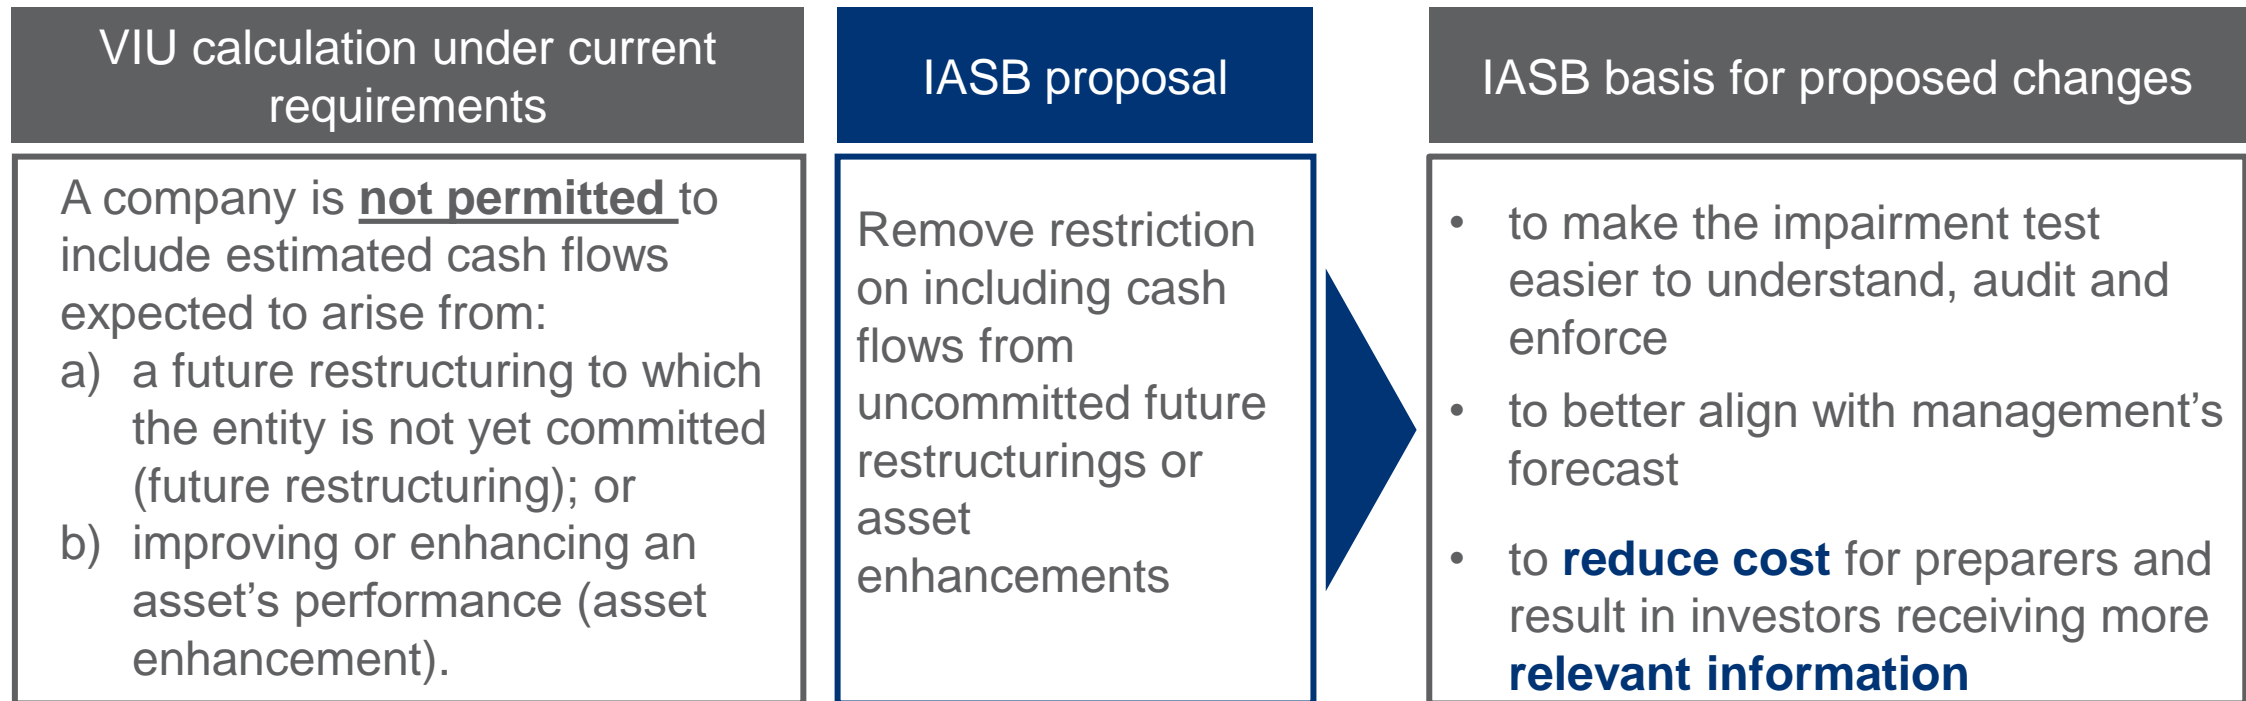 VIU calculation under current
requirements
A company is not permitted to
include estimated cash flows
expected to arise from:
a) a future restructuring to which
the entity is not yet committed
(future restructuring); or
b) improving or enhancing an
asset's performance (asset
enhancement).
IASB proposal
Remove restriction
on including cash
flows from
uncommitted future
restructurings or
asset
enhancements
IASB basis for proposed changes
• to make the impairment test
easier to understand, audit and
enforce
• to better align with management's
forecast
• to reduce cost for preparers and
result in investors receiving more
relevant information